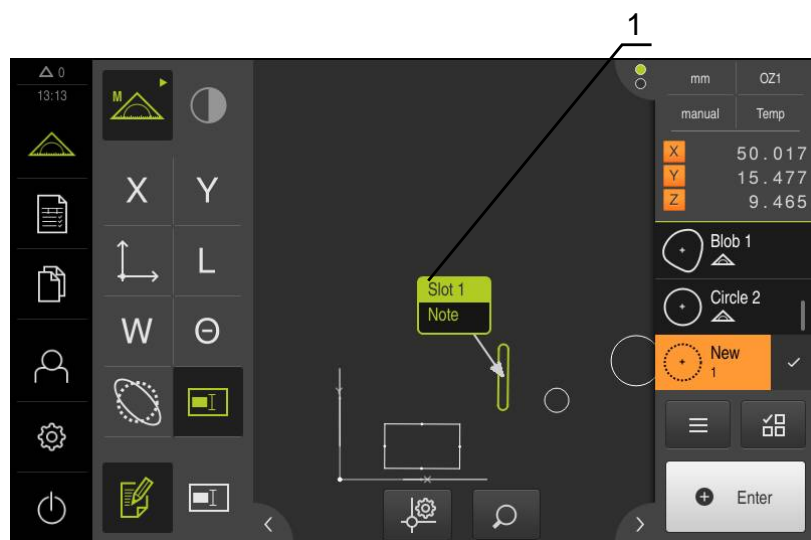 1
0
13:13
M
X
Y
L
W
Θ
Slot 1
Note
Y
X
mm
OZ1
manual
Temp
X 50.017
Y 15.477
Z 9.465
Blob 1
Circle 2
New
1
Enter